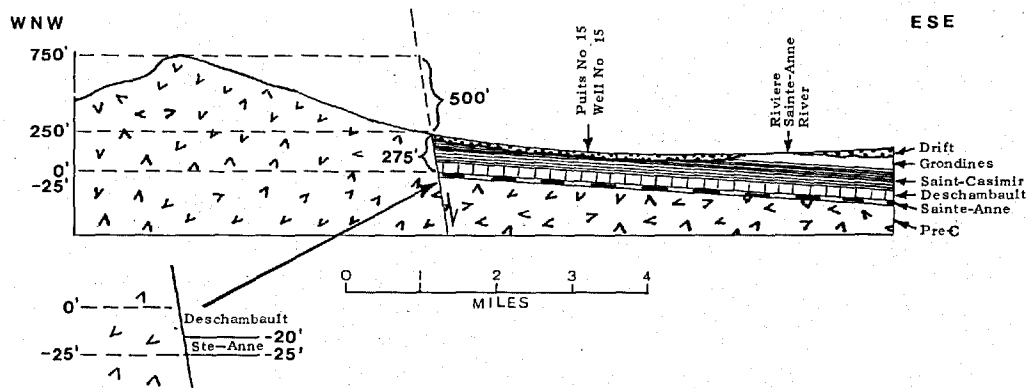 WNW
ESE
750'
500'
250'
275'
0'
-25'
Puits No 15
Well No 15
Riviere
Sainte-Anne
River
Drift
Grondines
Saint-Casimir
Deschambault
Sainte-Anne
Pre-Є
0 1 2 3 4
MILES
0'
Deschambault
-20'
Ste-Anne
-25'
-25'